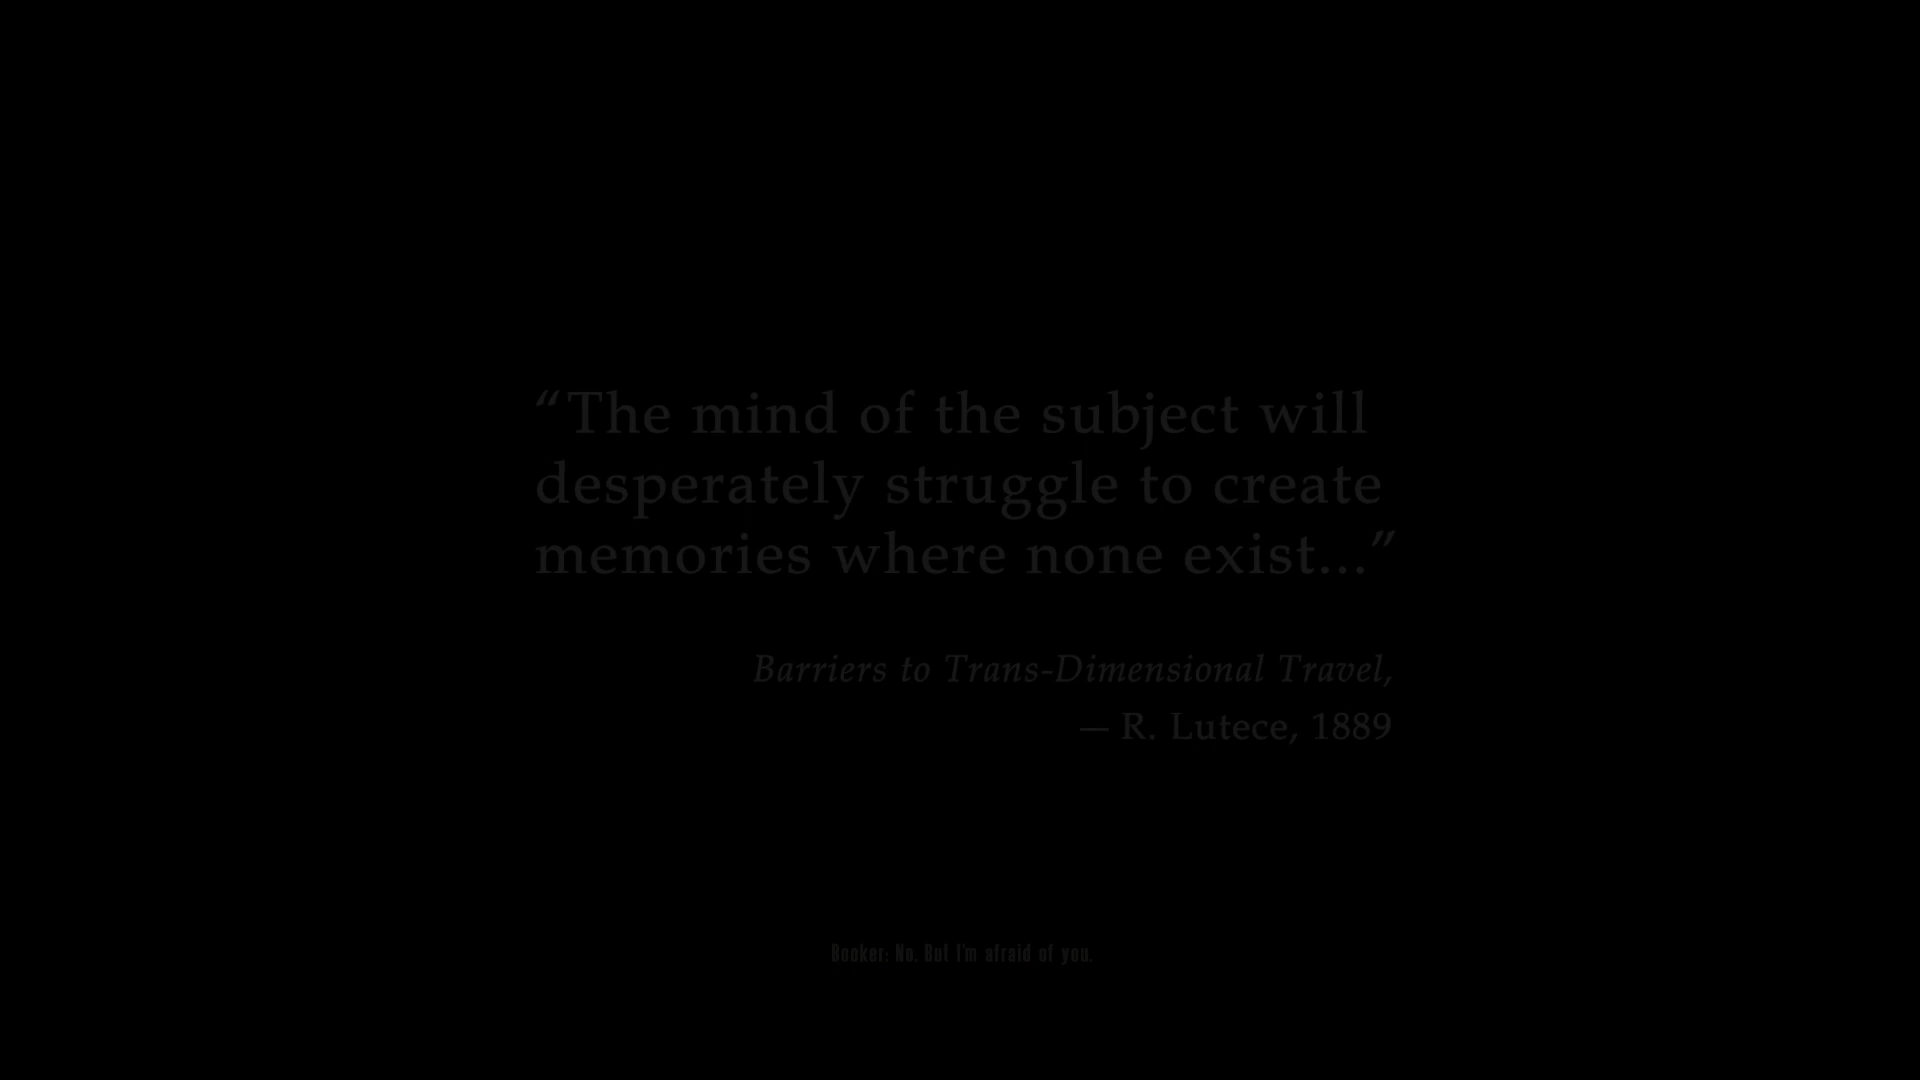 “The mind of the subject will
desperately struggle to create
memories where none exist...”
Barriers to Trans-Dimensional Travel,
— R. Lutece, 1889
Booker: No. But I'm afraid of you.